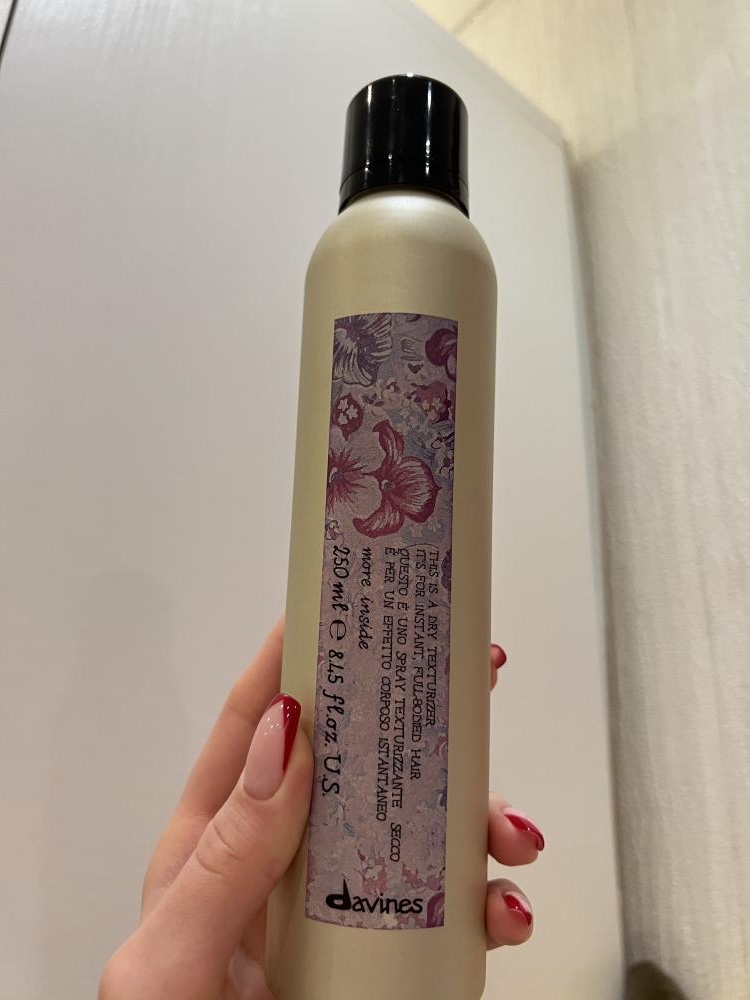 THIS IS A DRY TEXTURIZER
IT'S FOR INSTANT, FULL-BODIED HAIR
QUESTO È UNO SPRAY TEXTURIZZANTE SECCO
È PER UN EFFETTO CORPOSO ISTANTANEO
more inside
250 ml ℮ 8.45 fl.oz. U.S.
davines